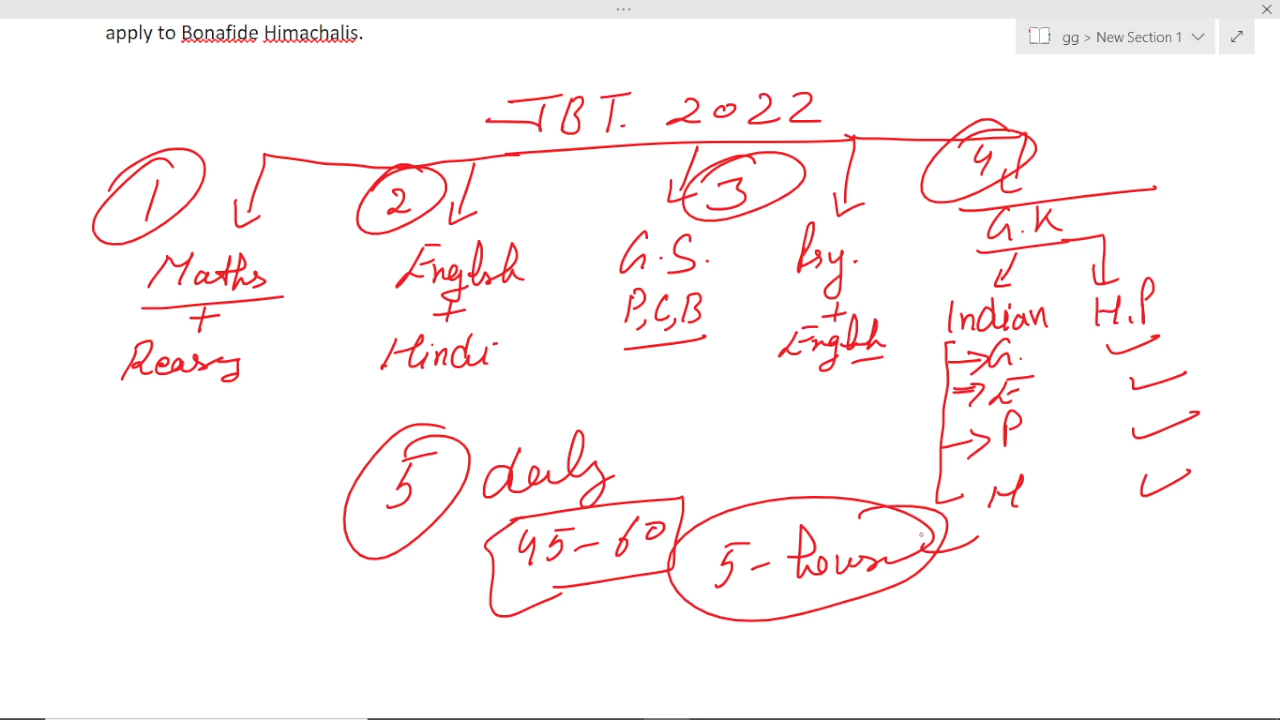 apply to Bonafide Himachalis.
gg > New Section 1
JBT. 2022
1 2 3 4
Maths English G.S. Psy. G.K
+ + P,C,B + Indian H.P
Reasng Hindi English
G.
E
P
M
5 daily
45-60 5-hours